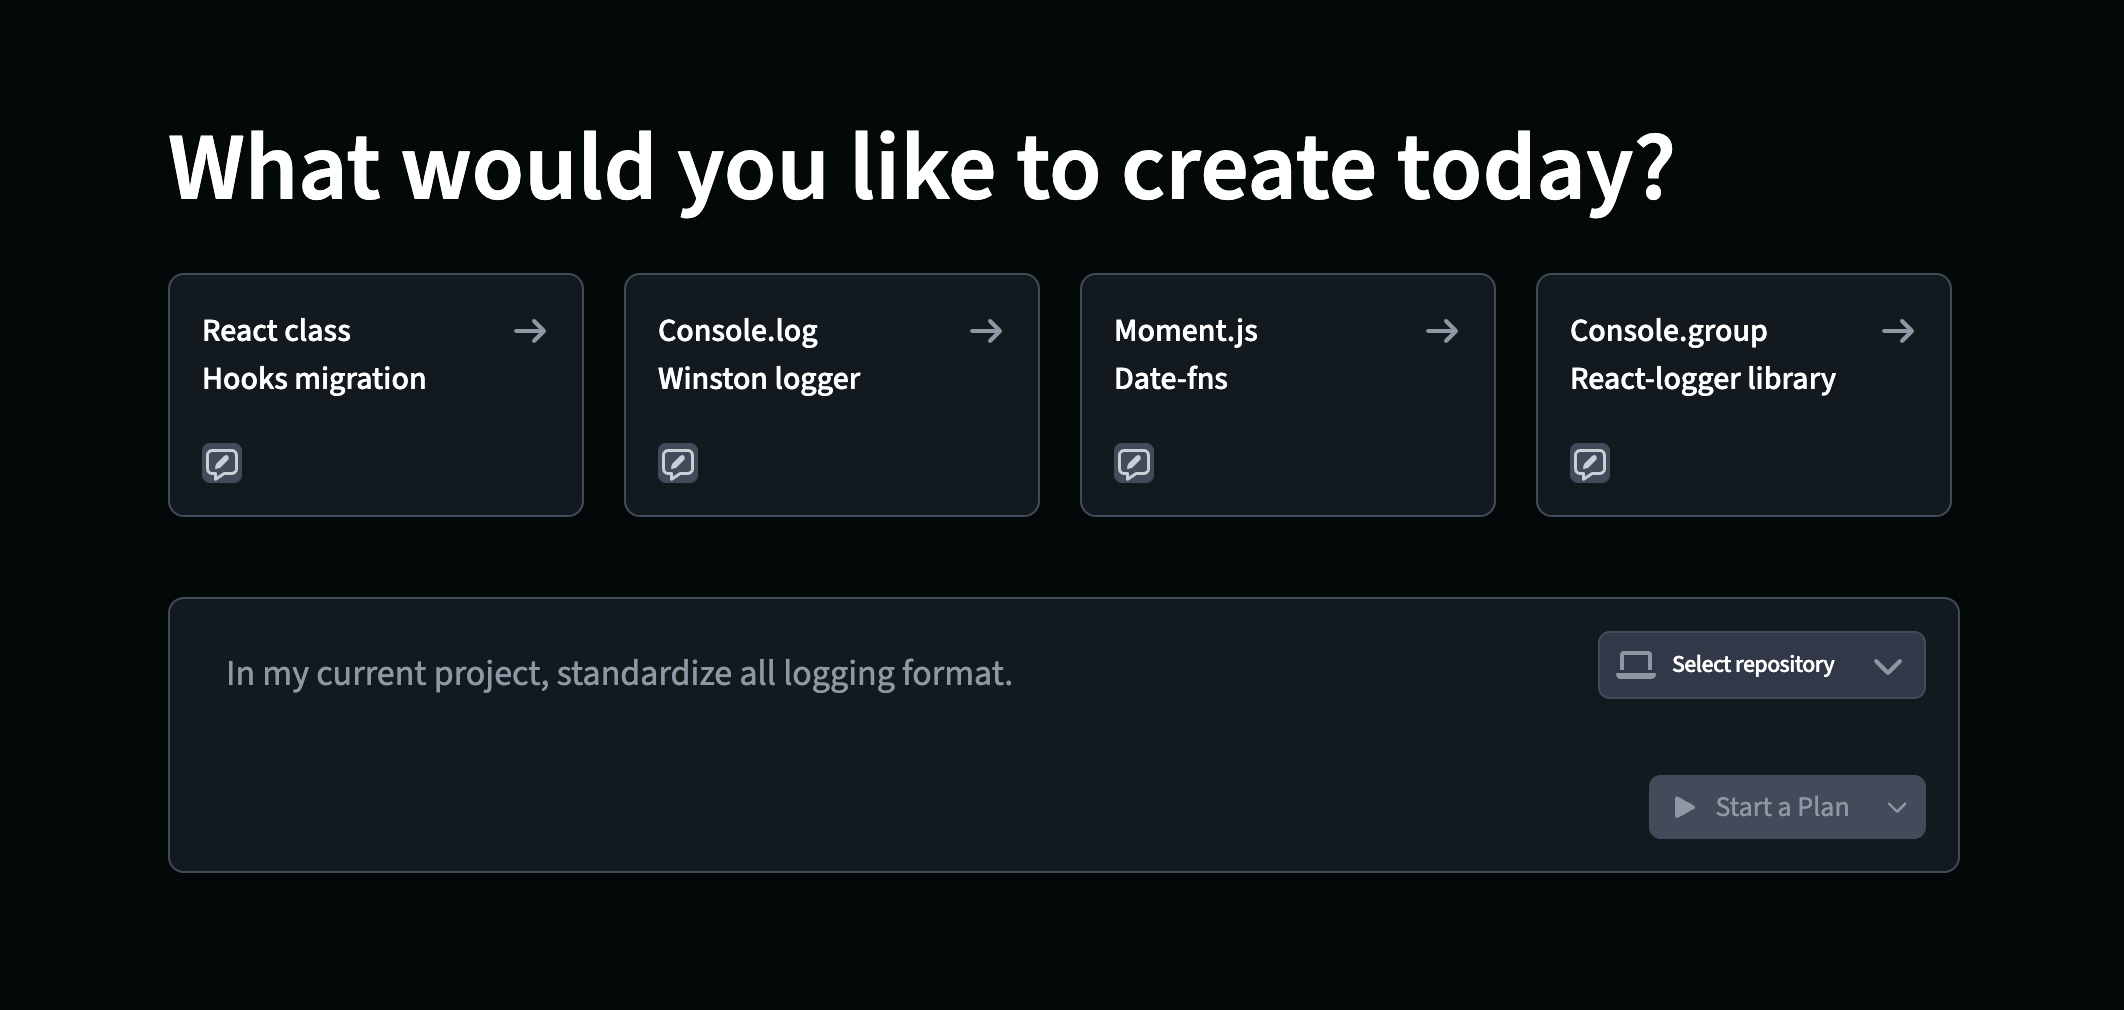 What would you like to create today?
React class
Hooks migration
Console.log
Winston logger
Moment.js
Date-fns
Console.group
React-logger library
In my current project, standardize all logging format.
Select repository
Start a Plan